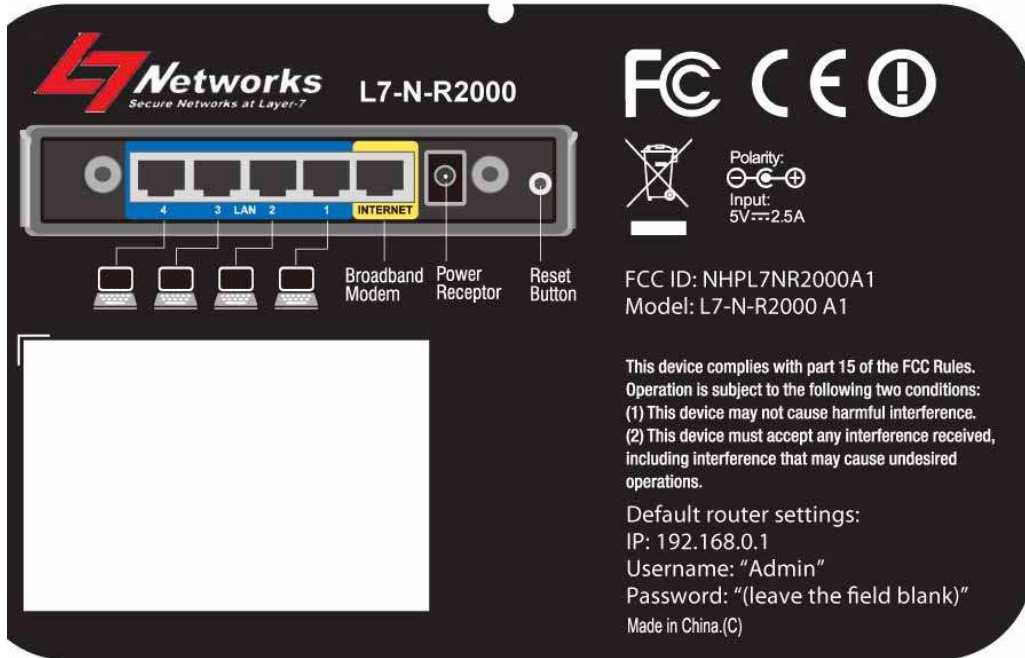 L7 Networks
Secure Networks at Layer-7
L7-N-R2000
4 3 LAN 2 1 INTERNET
Broadband
Modem
Power
Receptor
Reset
Button
FC CE
Polarity:
Input:
5V⎓2.5A
FCC ID: NHPL7NR2000A1
Model: L7-N-R2000 A1
This device complies with part 15 of the FCC Rules.
Operation is subject to the following two conditions:
(1) This device may not cause harmful interference.
(2) This device must accept any interference received,
including interference that may cause undesired
operations.
Default router settings:
IP: 192.168.0.1
Username: “Admin”
Password: “(leave the field blank)”
Made in China.(C)